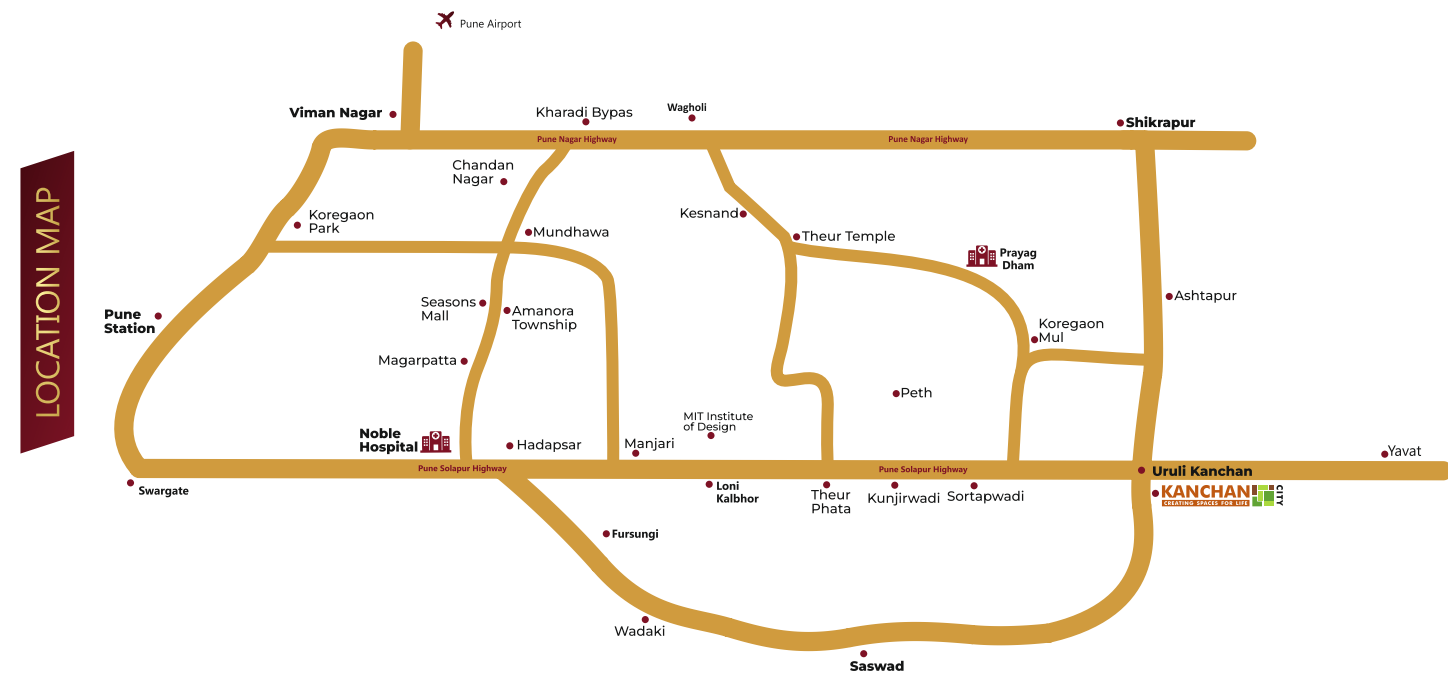 Pune Airport
Viman Nagar
Kharadi Bypas
Wagholi
Shikrapur
Pune Nagar Highway
Pune Nagar Highway
Chandan
Nagar
LOCATION MAP
Koregaon
Park
Kesnand
Mundhawa
Theur Temple
Prayag
Dham
Seasons
Mall
Amanora
Township
Ashtapur
Pune
Station
Koregaon
Mul
Magarpatta
Peth
MIT Institute
of Design
Noble
Hospital
Hadapsar
Manjari
Yavat
Pune Solapur Highway
Pune Solapur Highway
Uruli Kanchan
Swargate
Loni
Kalbhor
Theur
Phata
Kunjirwadi
Sortapwadi
KANCHAN
CITY
CREATING SPACES FOR LIFE
Fursungi
Wadaki
Saswad